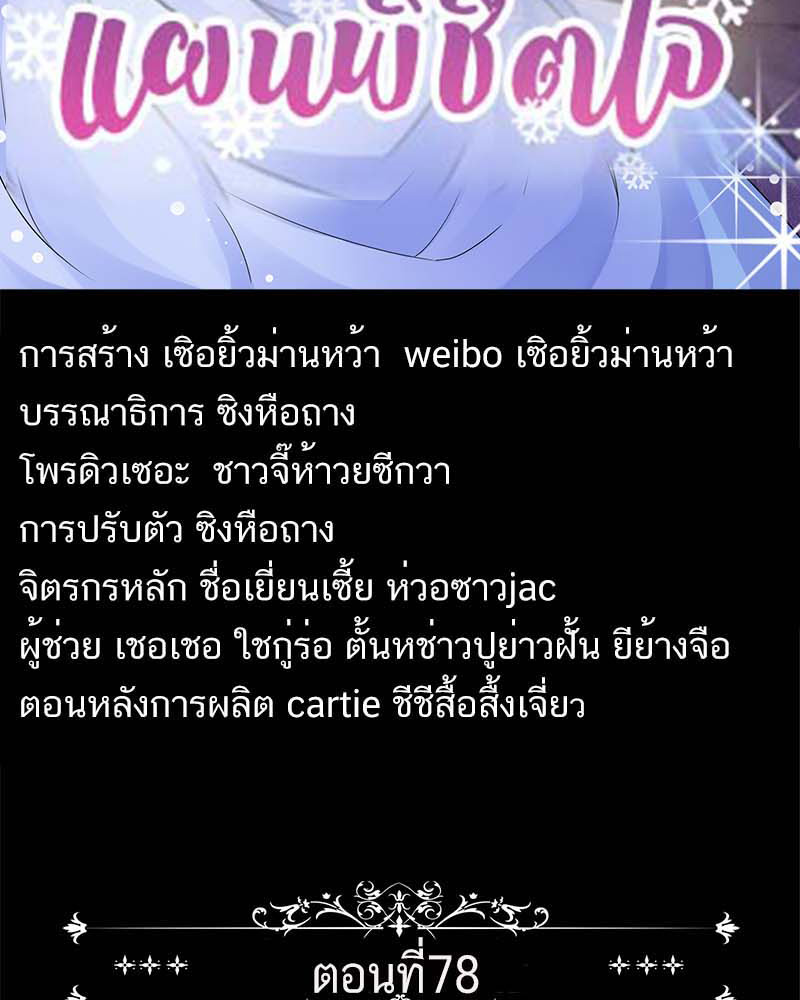 แผนพิชิตใจ
การสร้าง เซิอยิ้วม่านหว้า weibo เซิอยิ้วม่านหว้า
บรรณาธิการ ซิงหือถาง
โพรดิวเซอะ ชาวจี๊ห้าวยซีกวา
การปรับตัว ซิงหือถาง
จิตรกรหลัก ชื่อเยี่ยนเซี้ย ห่วอซาวjac
ผู้ช่วย เชอเชอ ใชกู่ร่อ ตั้นหช่าวปูย่าวฝั้น ยีย้างจือ
ตอนหลังการผลิต cartie ชีชีสื้อสิ้งเจี่ยว
ตอนที่78